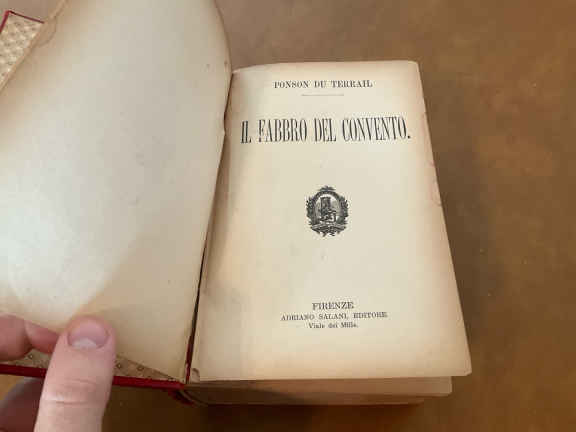 PONSON DU TERRAIL
IL FABBRO DEL CONVENTO.
FIRENZE
ADRIANO SALANI, EDITORE
Viale dei Mille.